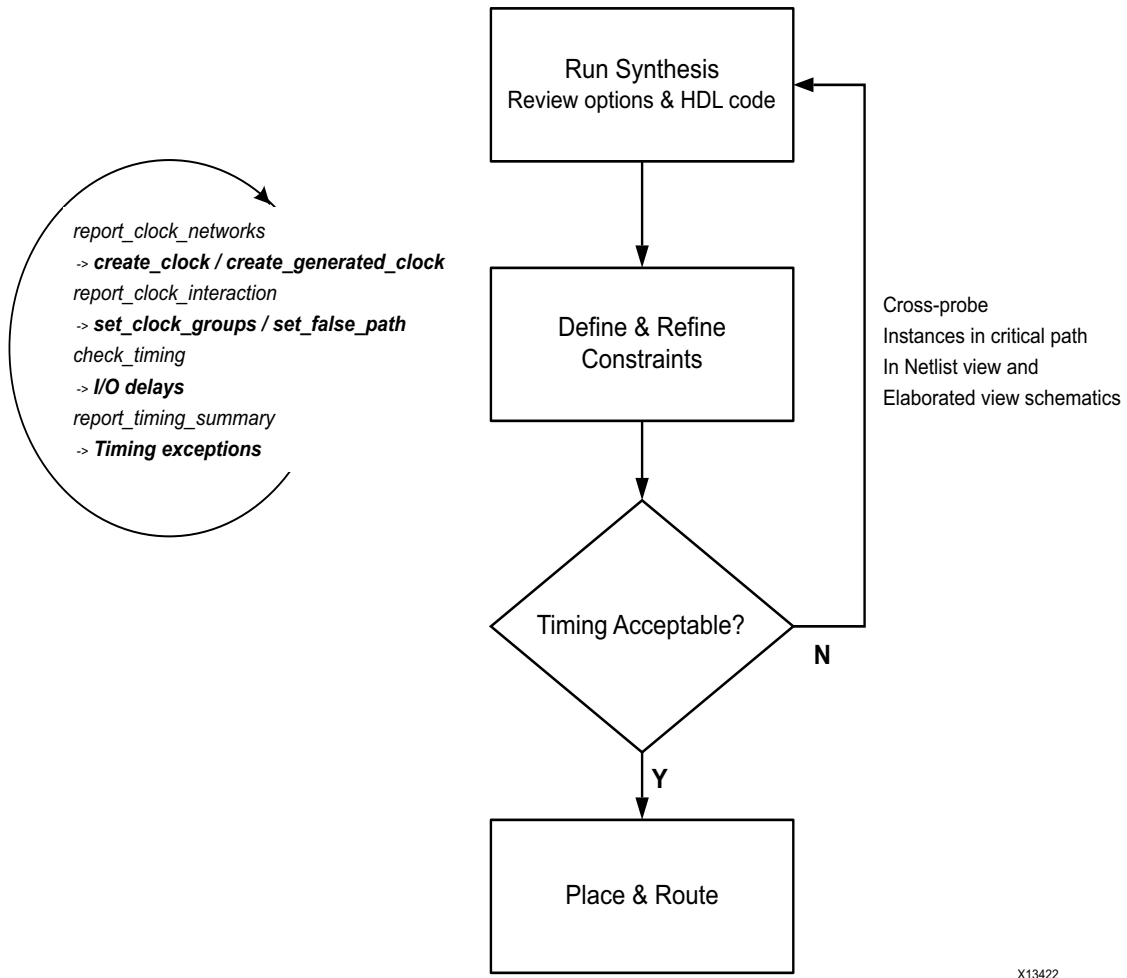 Run Synthesis
Review options & HDL code
report_clock_networks
-> create_clock / create_generated_clock
report_clock_interaction
-> set_clock_groups / set_false_path
check_timing
-> I/O delays
report_timing_summary
-> Timing exceptions
Define & Refine
Constraints
Cross-probe
Instances in critical path
In Netlist view and
Elaborated view schematics
Timing Acceptable?
N
Y
Place & Route
X13422